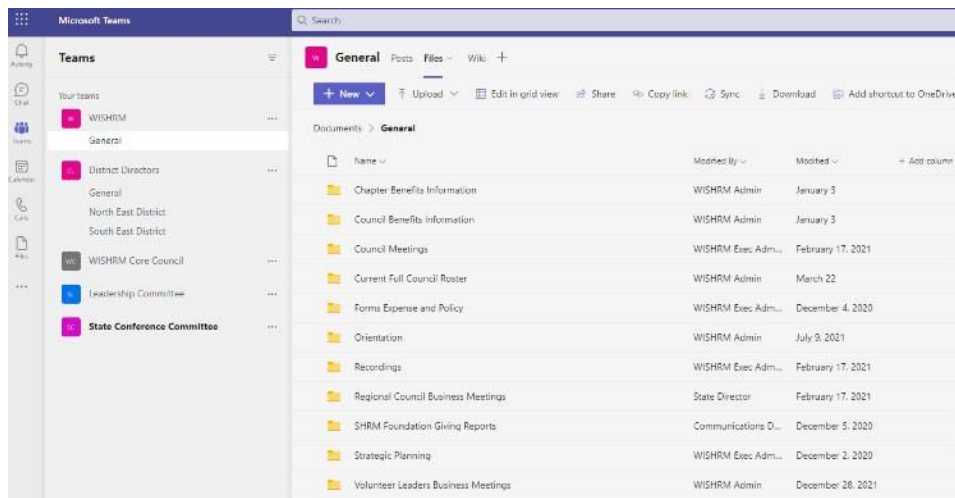 Microsoft Teams
Search
Activity
Chat
Teams
Calendar
Calls
Files
Teams
Your teams
W WISHRM
General
District Directors
General
North East District
South East District
WC WISHRM Core Council
Leadership Committee
SC State Conference Committee
W General Posts Files Wiki +
+ New Upload Edit in grid view Share Copy link Sync Download Add shortcut to OneDrive
Documents > General
Name Modified By Modified + Add column
Chapter Benefits Information WISHRM Admin January 3
Council Benefits Information WISHRM Admin January 3
Council Meetings WISHRM Exec Adm... February 17, 2021
Current Full Council Roster WISHRM Admin March 22
Forms Expense and Policy WISHRM Exec Adm... December 4, 2020
Orientation WISHRM Admin July 9, 2021
Recordings WISHRM Exec Adm... February 17, 2021
Regional Council Business Meetings State Director February 17, 2021
SHRM Foundation Giving Reports Communications D... December 5, 2020
Strategic Planning WISHRM Exec Adm... December 2, 2020
Volunteer Leaders Business Meetings WISHRM Admin December 28, 2021